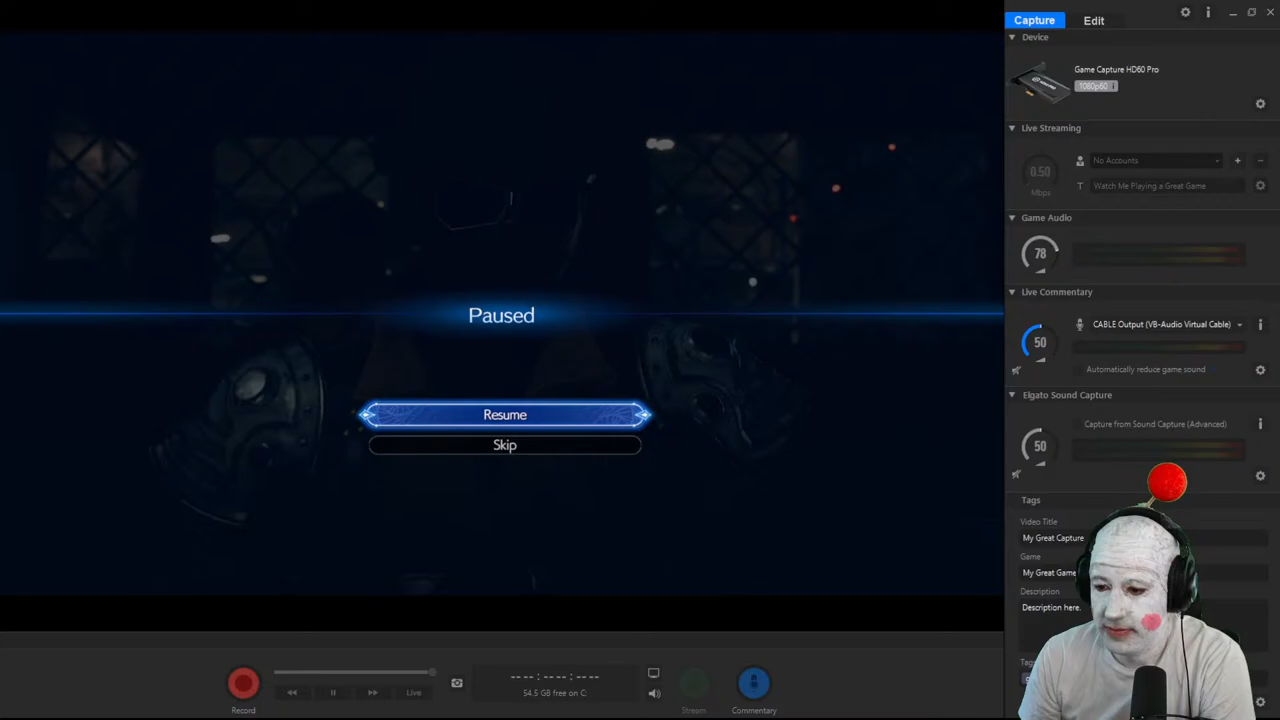 Capture
Edit
Device
Game Capture HD60 Pro
1080p60
Live Streaming
0.50
Mbps
No Accounts
T
Watch Me Playing a Great Game
Game Audio
78
Live Commentary
50
CABLE Output (VB-Audio Virtual Cable)
Automatically reduce game sound
Elgato Sound Capture
50
Capture from Sound Capture (Advanced)
Tags
Video Title
My Great Capture
Game
My Great Game
Description
Description here.
Paused
Resume
Skip
Record
Live
--:--:--
54.5 GB free on C:
Stream
Commentary